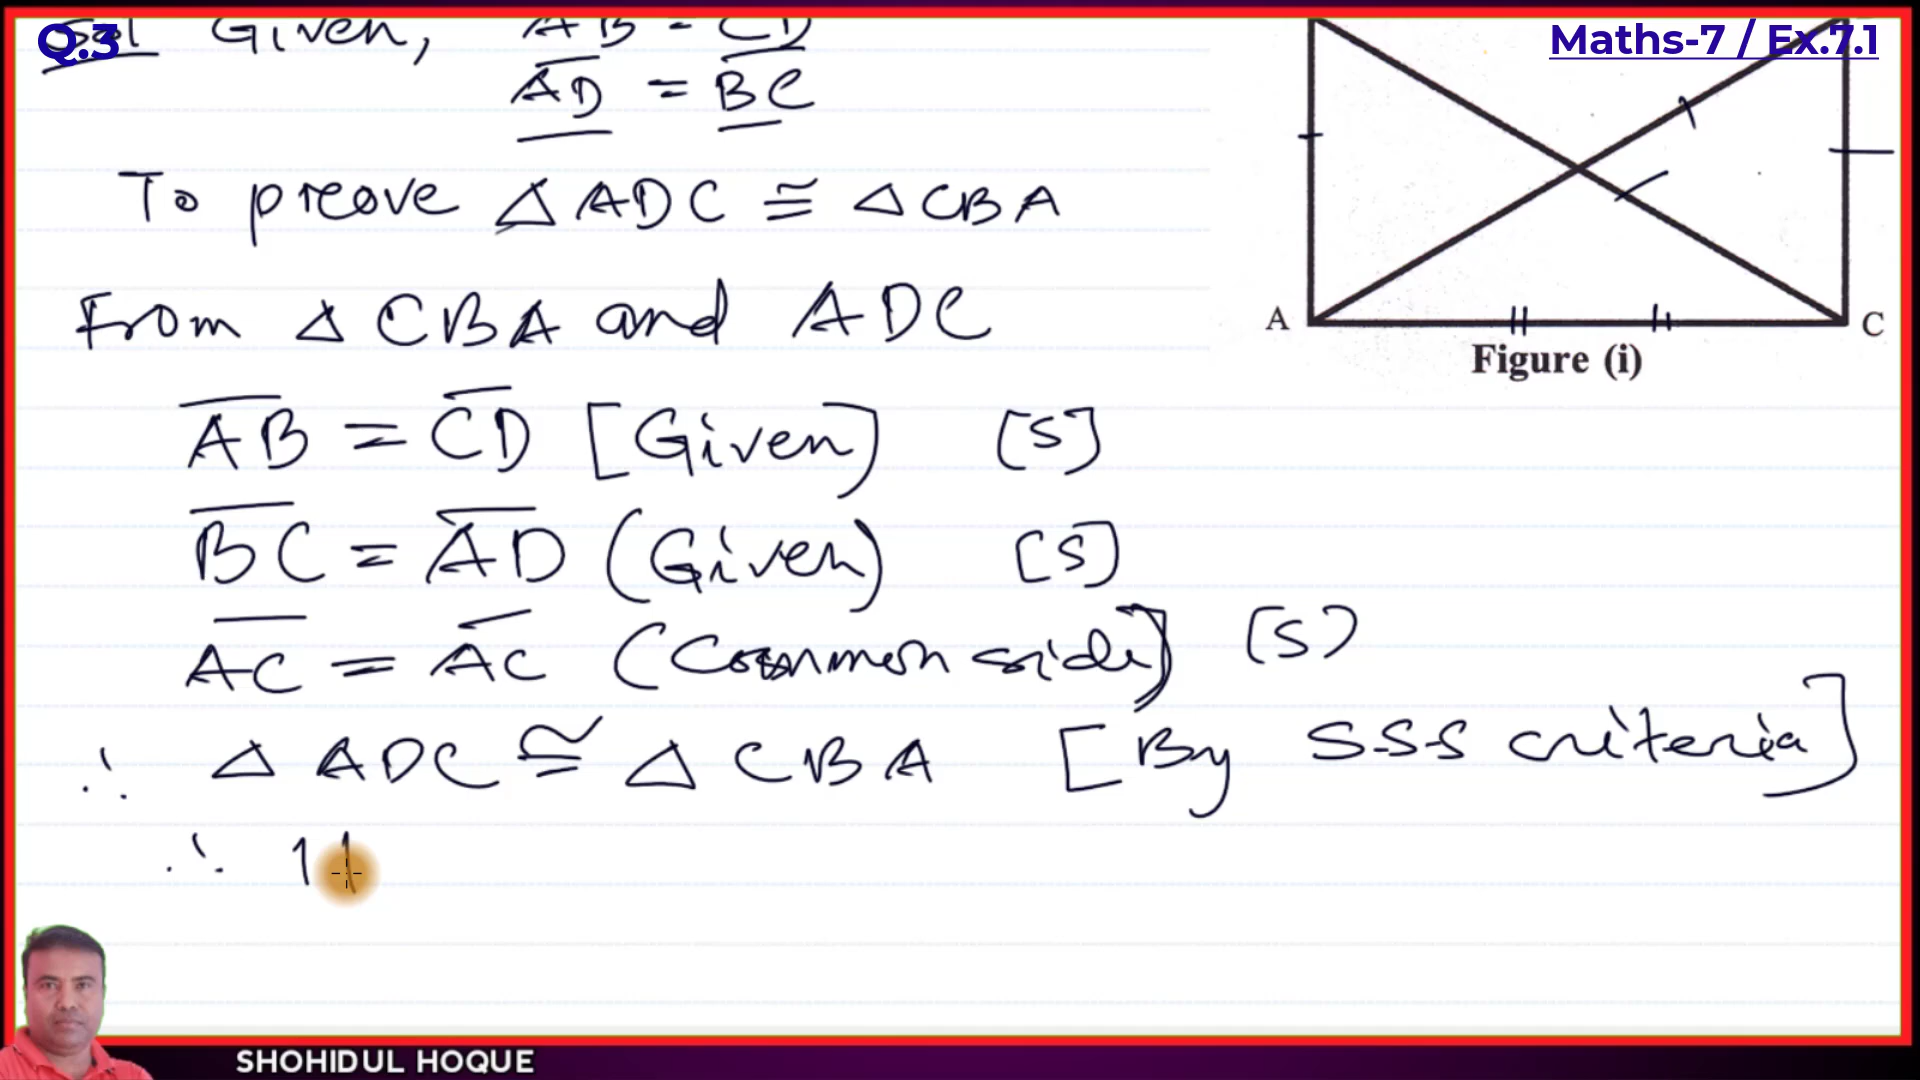 Q.3
Maths-7 / Ex.7.1
Sol Given, AB = CD
AD = BC
To prove △ ADC ≅ △ CBA
From △ CBA and ADC
AB = CD [Given] [S]
BC = AD (Given) [S]
AC = AC (Common side] [S)
∴ △ ADC ≅ △ CBA [By S-S-S criteria]
∴
A
C
Figure (i)
SHOHIDUL HOQUE